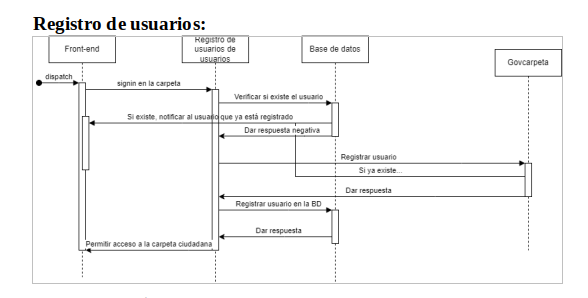 Registro de usuarios:
Front-end
Registro de
usuarios de
usuarios
Base de datos
Govcarpeta
dispatch
signin en la carpeta
Verificar si existe el usuario
Si existe, notificar al usuario que ya está registrado
Dar respuesta negativa
Registrar usuario
Si ya existe...
Dar respuesta
Registrar usuario en la BD
Dar respuesta
Permitir acceso a la carpeta ciudadana